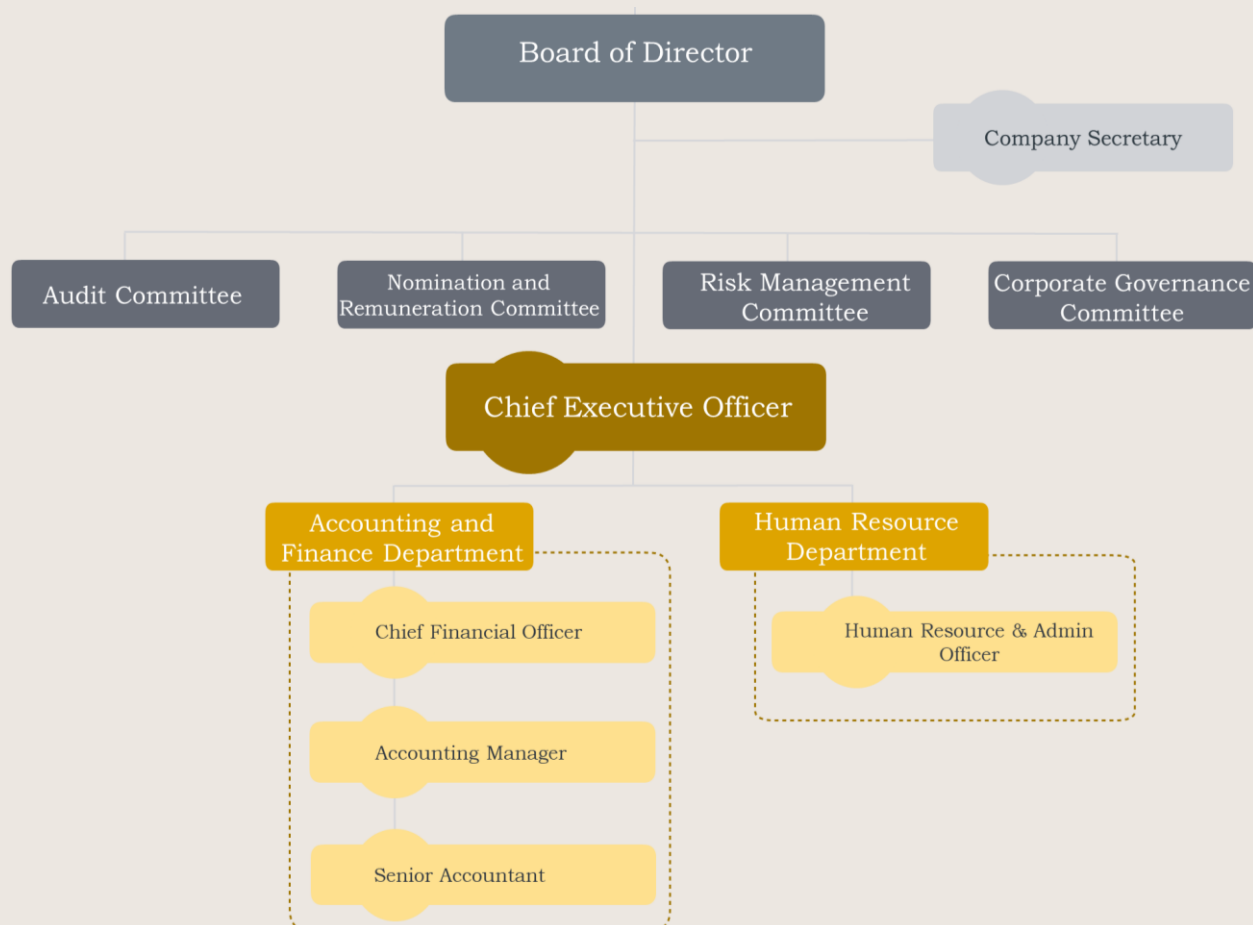 Board of Director
Company Secretary
Audit Committee
Nomination and
Remuneration Committee
Risk Management
Committee
Corporate Governance
Committee
Chief Executive Officer
Accounting and
Finance Department
Human Resource
Department
Chief Financial Officer
Human Resource & Admin
Officer
Accounting Manager
Senior Accountant